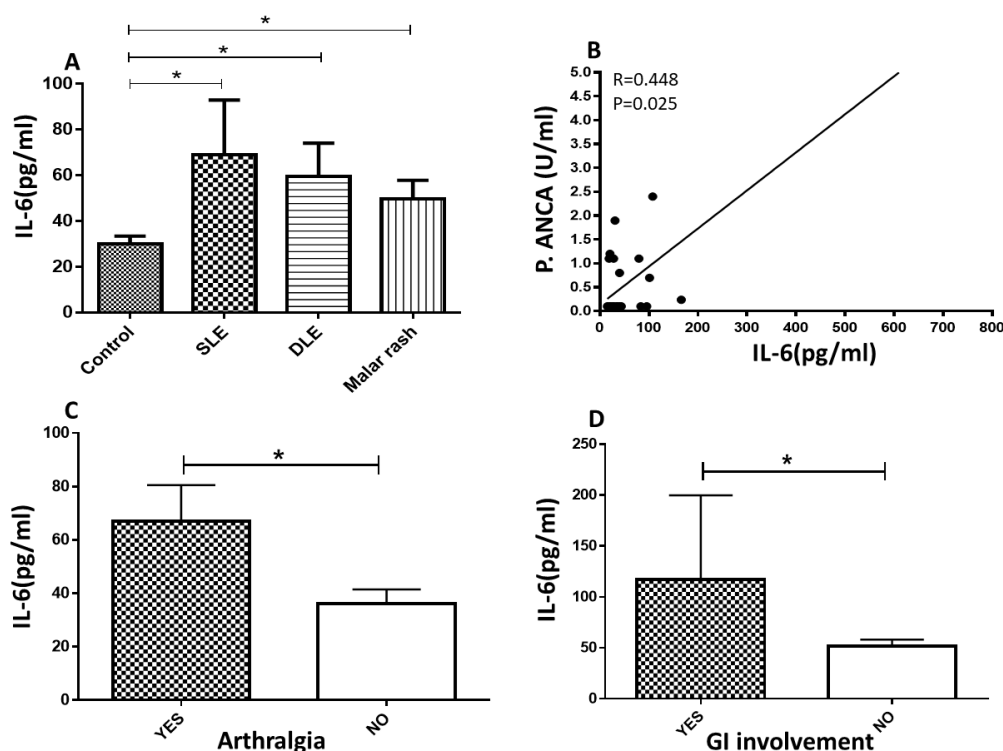 A
*
*
*
IL-6(pg/ml)
100
80
60
40
20
0
Control
SLE
DLE
Malar rash
B
R=0.448
P=0.025
P. ANCA (U/ml)
5.0
4.5
4.0
3.5
3.0
2.5
2.0
1.5
1.0
0.5
0.0
0 100 200 300 400 500 600 700 800
IL-6(pg/ml)
C
*
IL-6(pg/ml)
100
80
60
40
20
0
YES
NO
Arthralgia
D
*
IL-6(pg/ml)
250
200
150
100
50
0
YES
NO
GI involvement